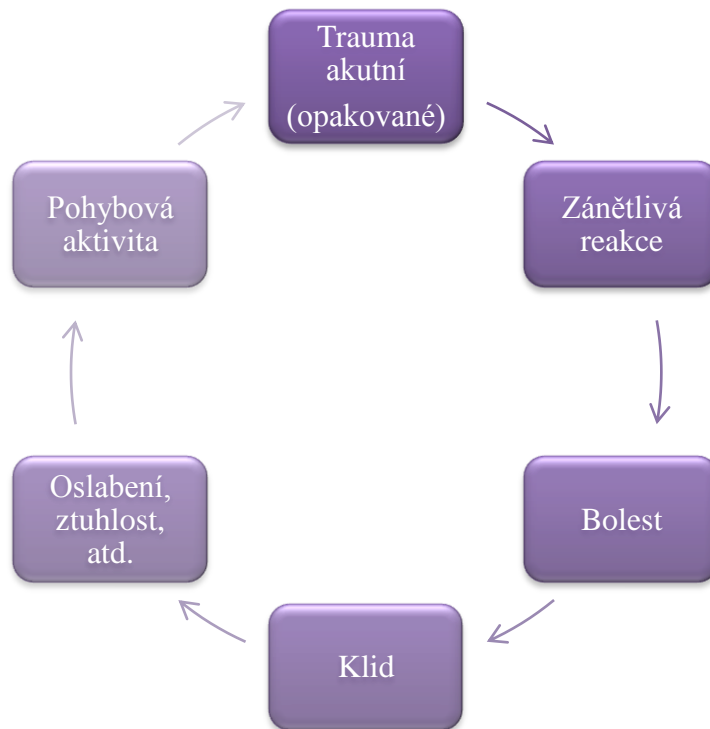 Trauma
akutní
(opakované)
Zánětlivá
reakce
Bolest
Klid
Oslabení,
ztuhlost,
atd.
Pohybová
aktivita